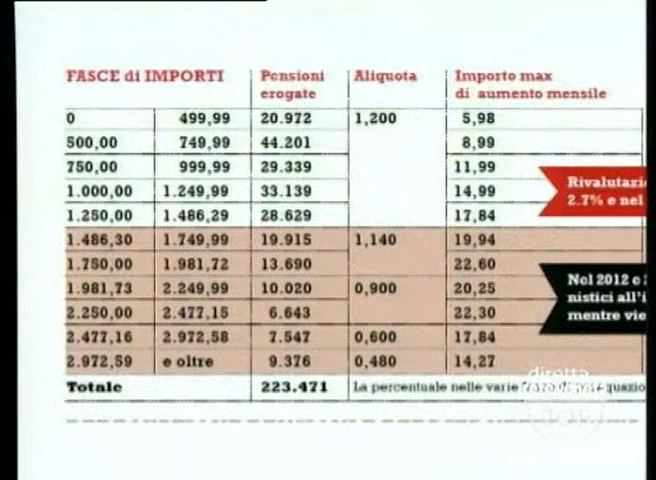 FASCE di IMPORTI Pensioni erogate Aliquota Importo max di aumento mensile
0 499,99 20.972 1,200 5,98
500,00 749,99 44.201 8,99
750,00 999,99 29.339 11,99
1.000,00 1.249,99 33.139 14,99
1.250,00 1.486,29 28.629 17,84
1.486,30 1.749,99 19.915 1,140 19,94
1.750,00 1.981,72 13.690 22,60
1.981,73 2.249,99 10.020 0,900 20,25
2.250,00 2.477,15 6.643 22,30
2.477,16 2.972,58 7.547 0,600 17,84
2.972,59 e oltre 9.376 0,480 14,27
Totale 223.471 La percentuale nelle varie
Rivalutazi
2.7% e nel
Nel 2012 e
nistici all'i
mentre vie
diretta